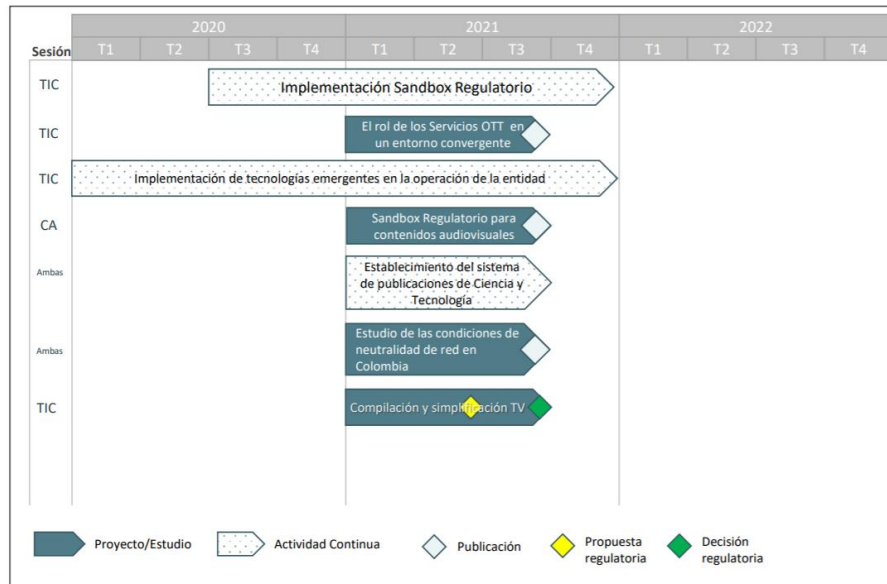 2020 2021 2022
Sesión T1 T2 T3 T4 T1 T2 T3 T4 T1 T2 T3 T4
TIC Implementación Sandbox Regulatorio
TIC El rol de los Servicios OTT en
un entorno convergente
TIC Implementación de tecnologías emergentes en la operación de la entidad
CA Sandbox Regulatorio para
contenidos audiovisuales
Ambas Establecimiento del sistema
de publicaciones de Ciencia y
Tecnología
Ambas Estudio de las condiciones de
neutralidad de red en
Colombia
TIC Compilación y simplificación TV
Proyecto/Estudio Actividad Continua Publicación Propuesta
regulatoria Decisión
regulatoria